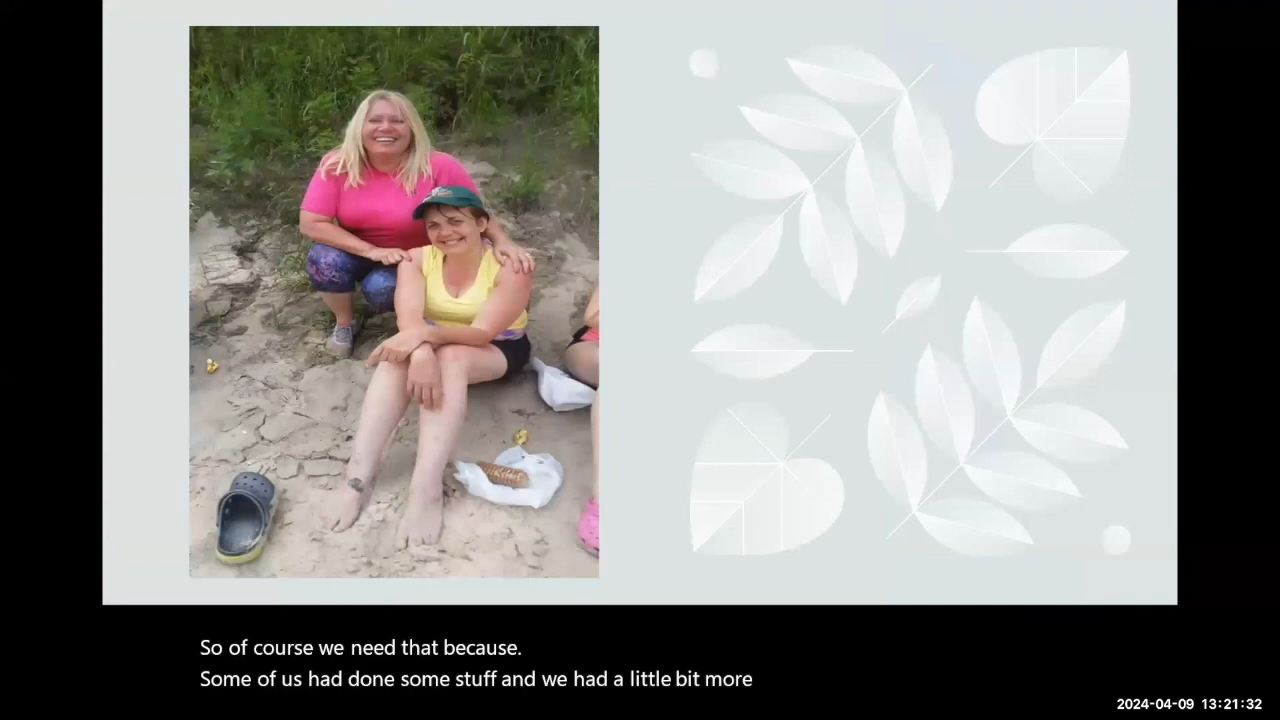 So of course we need that because.
Some of us had done some stuff and we had a little bit more
2024-04-09 13:21:32